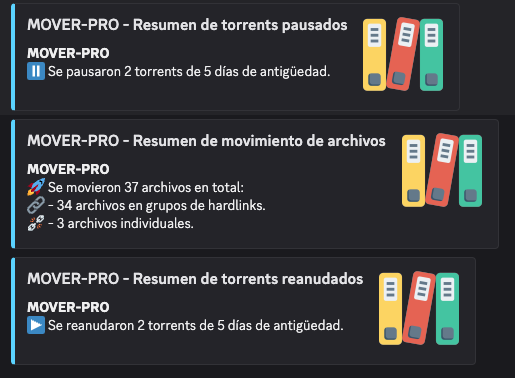 MOVER-PRO - Resumen de torrents pausados
MOVER-PRO
⏸️ Se pausaron 2 torrents de 5 días de antigüedad.
MOVER-PRO - Resumen de movimiento de archivos
MOVER-PRO
🚀 Se movieron 37 archivos en total:
🔗 - 34 archivos en grupos de hardlinks.
⛓️‍💥 - 3 archivos individuales.
MOVER-PRO - Resumen de torrents reanudados
MOVER-PRO
▶️ Se reanudaron 2 torrents de 5 días de antigüedad.